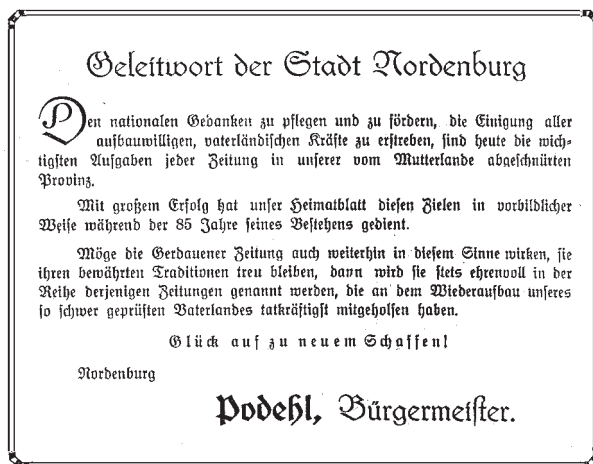 Geleitwort der Stadt Nordenburg
Den nationalen Gedanken zu pflegen und zu fördern, die Einigung aller
aufbauwilligen, vaterländischen Kräfte zu erstreben, sind heute die wich-
tigsten Aufgaben jeder Zeitung in unserer vom Mutterlande abgeschnürten
Provinz.
Mit großem Erfolg hat unser Heimatblatt diesen Zielen in vorbildlicher
Weise während der 85 Jahre seines Bestehens gedient.
Möge die Gerdauener Zeitung auch weiterhin in diesem Sinne wirken, sie
ihren bewährten Traditionen treu bleiben, dann wird sie stets ehrenvoll in der
Reihe derjenigen Zeitungen genannt werden, die an dem Wiederaufbau unseres
so schwer geprüften Vaterlandes tatkräftigst mitgeholfen haben.
Glück auf zu neuem Schaffen!
Nordenburg
Podehl, Bürgermeister.